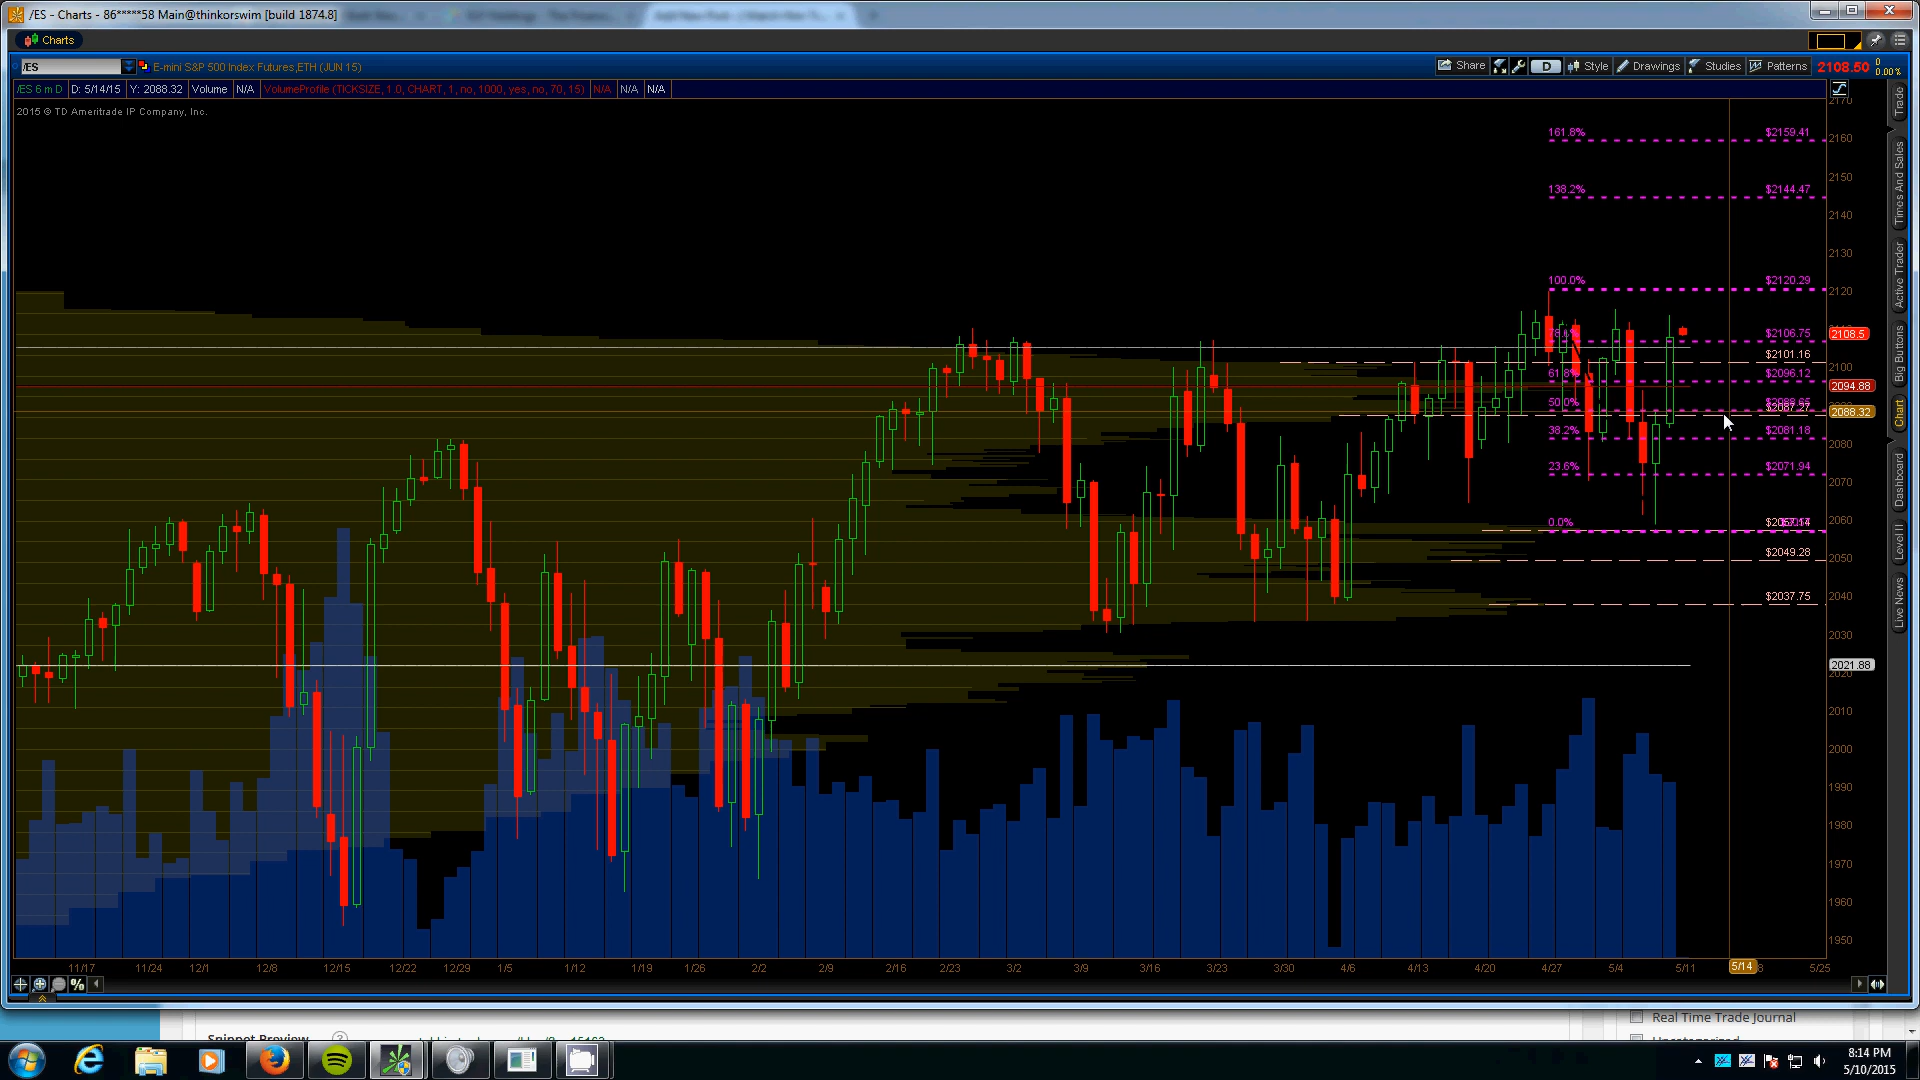 /ES - Charts - 86*****58 Main@thinkorswim [build 1874.8]
Charts
/ES
E-mini S&P 500 Index Futures,ETH (JUN 15)
Share
D
Style
Drawings
Studies
Patterns
2108.50
0
0.00%
/ES 6 m D
D: 5/14/15
Y: 2088.32
Volume
N/A
VolumeProfile (TICKSIZE, 1.0, CHART, 1, no, 1000, yes, no, 70, 15)
N/A
N/A
N/A
2015 © TD Ameritrade IP Company, Inc.
161.8%
$2159.41
138.2%
$2144.47
100.0%
$2120.29
$2106.75
$2101.16
61.8%
$2096.12
50.0%
$2087.27
38.2%
$2081.18
23.6%
$2071.94
0.0%
$2049.28
$2037.75
2170
2160
2150
2140
2130
2120
2108.5
2100
2094.88
2088.32
2080
2070
2060
2050
2040
2030
2021.88
2020
2010
2000
1990
1980
1970
1960
1950
Trade
Times And Sales
Active Trader
Big Buttons
Chart
Dashboard
Level II
Live News
11/17
11/24
12/1
12/8
12/15
12/22
12/29
1/5
1/12
1/19
1/26
2/2
2/9
2/16
2/23
3/2
3/9
3/16
3/23
3/30
4/6
4/13
4/20
4/27
5/4
5/11
5/14
8
5/25
%
Snippet Preview
Real Time Trade Journal
Uncategorized
8:14 PM
5/10/2015